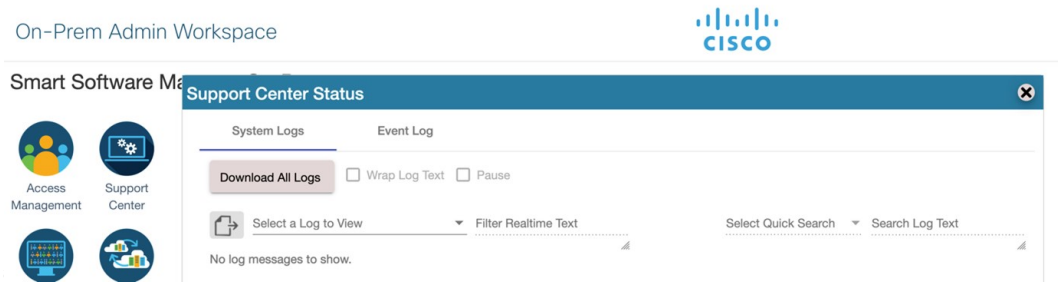 On-Prem Admin Workspace
CISCO
Smart Software
Support Center Status
System Logs Event Log
Download All Logs Wrap Log Text Pause
Access Management
Support Center
Select a Log to View Filter Realtime Text Select Quick Search Search Log Text
No log messages to show.